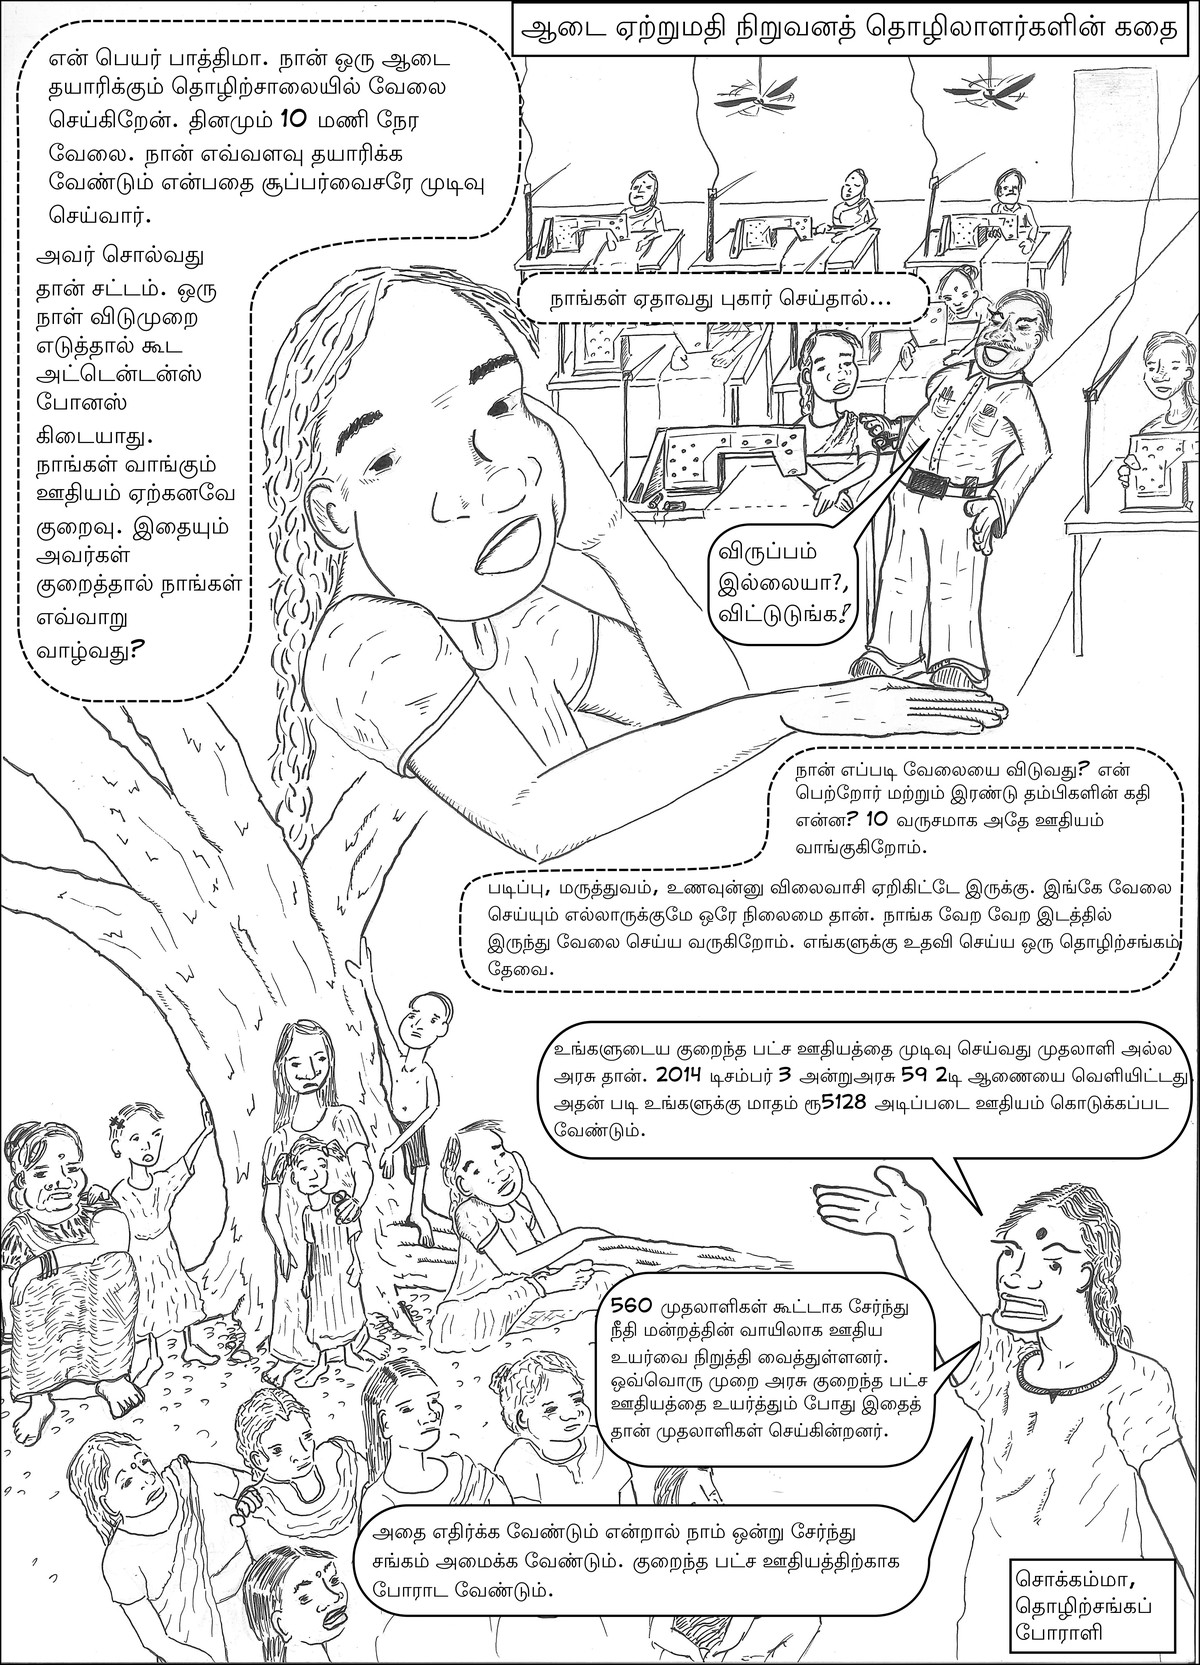 ஆடை ஏற்றுமதி நிறுவனத் தொழிலாளர்களின் கதை
என் பெயர் பாத்திமா. நான் ஒரு ஆடை
தயாரிக்கும் தொழிற்சாலையில் வேலை
செய்கிறேன். தினமும் 10 மணி நேர
வேலை. நான் எவ்வளவு தயாரிக்க
வேண்டும் என்பதை சூப்பர்வைசரே முடிவு
செய்வார்.
அவர் சொல்வது
தான் சட்டம். ஒரு
நாள் விடுமுறை
எடுத்தால் கூட
அட்டென்டன்ஸ்
போனஸ்
கிடையாது.
நாங்கள் வாங்கும்
ஊதியம் ஏற்கனவே
குறைவு. இதையும்
அவர்கள்
குறைத்தால் நாங்கள்
எவ்வாறு
வாழ்வது?
நாங்கள் ஏதாவது புகார் செய்தால்...
விருப்பம்
இல்லையா?,
விட்டுடுங்க!
நான் எப்படி வேலையை விடுவது? என்
பெற்றோர் மற்றும் இரண்டு தம்பிகளின் கதி
என்ன? 10 வருசமாக அதே ஊதியம்
வாங்குகிறோம்.
படிப்பு, மருத்துவம், உணவுன்னு விலைவாசி ஏறிகிட்டே இருக்கு. இங்கே வேலை
செய்யும் எல்லாருக்குமே ஒரே நிலைமை தான். நாங்க வேற வேற இடத்தில்
இருந்து வேலை செய்ய வருகிறோம். எங்களுக்கு உதவி செய்ய ஒரு தொழிற்சங்கம்
தேவை.
உங்களுடைய குறைந்த பட்ச ஊதியத்தை முடிவு செய்வது முதலாளி அல்ல
அரசு தான். 2014 டிசம்பர் 3 அன்றுஅரசு 59 2டி ஆணையை வெளியிட்டது.
அதன் படி உங்களுக்கு மாதம் ரூ5128 அடிப்படை ஊதியம் கொடுக்கப்பட
வேண்டும்.
560 முதலாளிகள் கூட்டாக சேர்ந்து
நீதி மன்றத்தின் வாயிலாக ஊதிய
உயர்வை நிறுத்தி வைத்துள்ளனர்.
ஒவ்வொரு முறை அரசு குறைந்த பட்ச
ஊதியத்தை உயர்த்தும் போது இதைத்
தான் முதலாளிகள் செய்கின்றனர்.
அதை எதிர்க்க வேண்டும் என்றால் நாம் ஒன்று சேர்ந்து
சங்கம் அமைக்க வேண்டும். குறைந்த பட்ச ஊதியத்திற்காக
போராட வேண்டும்.
சொக்கம்மா,
தொழிற்சங்கப்
போராளி